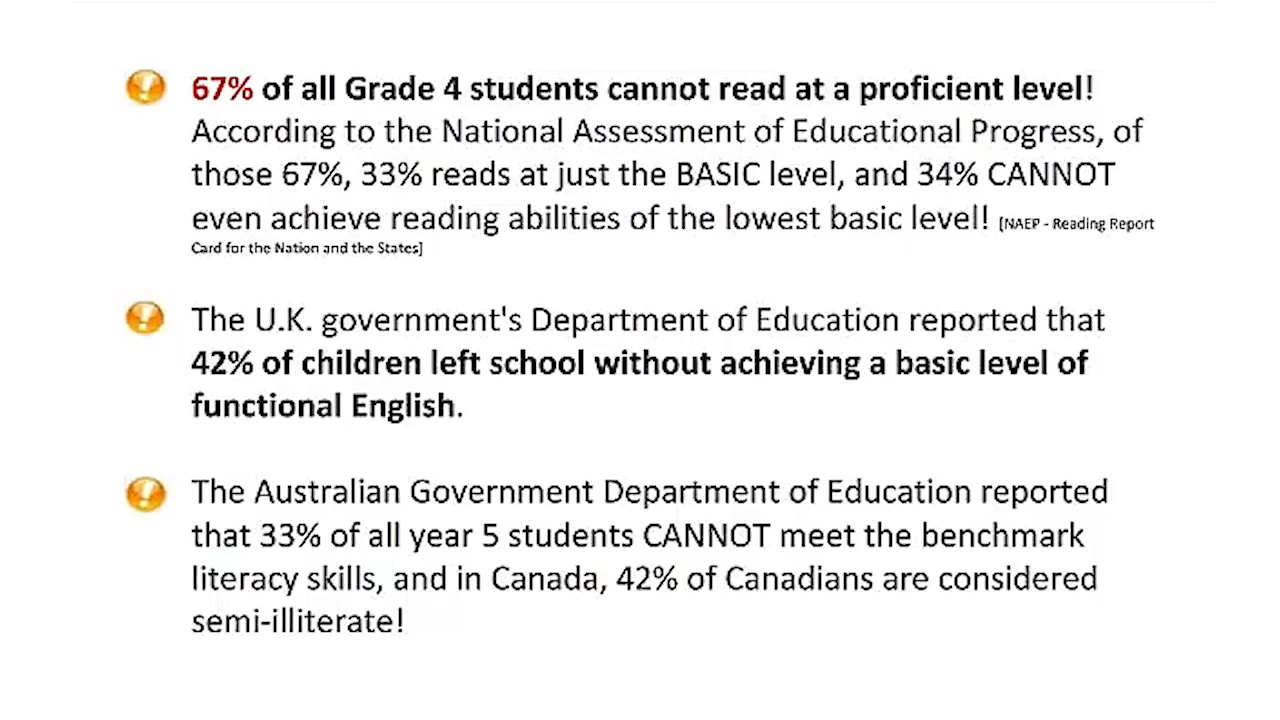 67% of all Grade 4 students cannot read at a proficient level!
According to the National Assessment of Educational Progress, of
those 67%, 33% reads at just the BASIC level, and 34% CANNOT
even achieve reading abilities of the lowest basic level! [NAEP - Reading Report
Card for the Nation and the States]
The U.K. government's Department of Education reported that
42% of children left school without achieving a basic level of
functional English.
The Australian Government Department of Education reported
that 33% of all year 5 students CANNOT meet the benchmark
literacy skills, and in Canada, 42% of Canadians are considered
semi-illiterate!